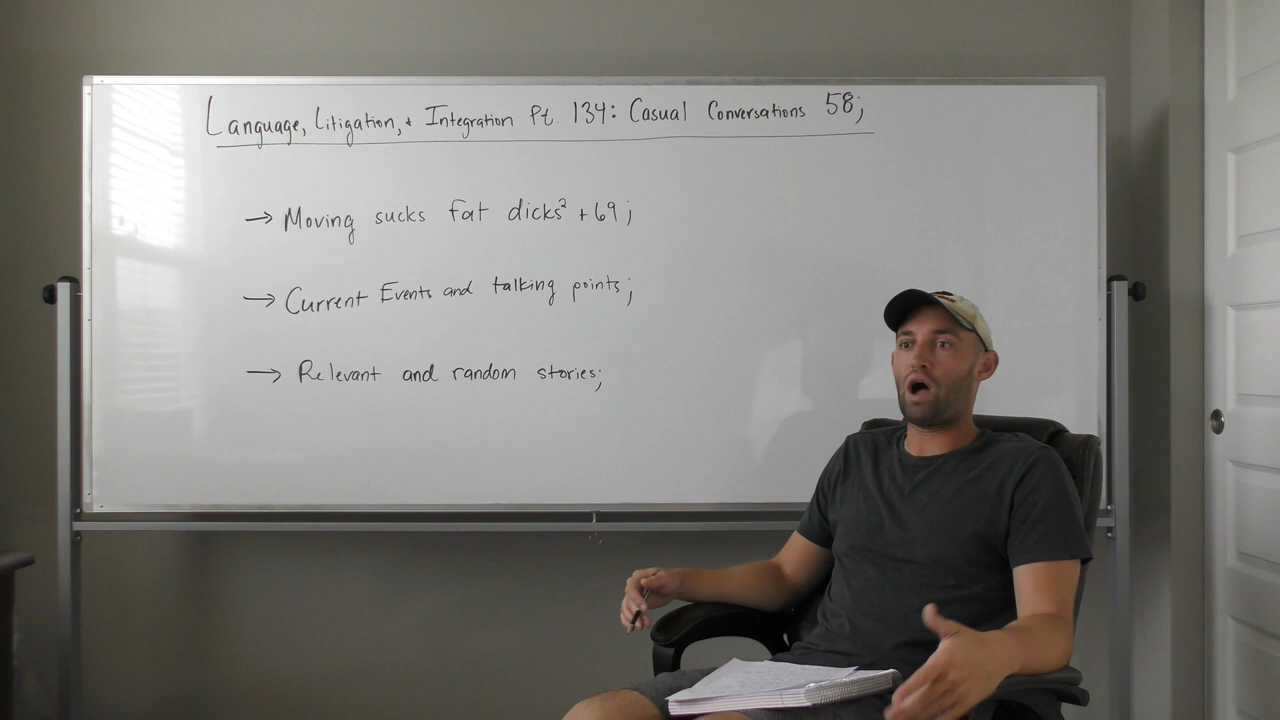 Language, Litigation, & Integration Pt. 134: Casual Conversations 58;
→ Moving sucks fat dicks² + 69;
→ Current Events and talking points;
→ Relevant and random stories;